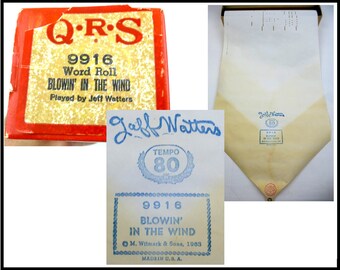 Q·R·S
9916
Word Roll
BLOWIN' IN THE WIND
Played by Jeff Watters
Jeff Watters
TEMPO
80
9916
BLOWIN'
IN THE WIND
© M. Witmark & Sons, 1963
MADE IN U.S.A.